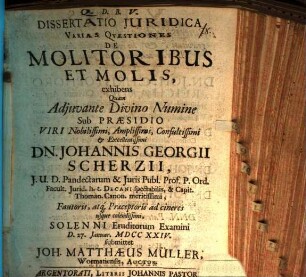 Q. D. B. V.
DISSERTATIO JURIDICA
VARIAS QVÆSTIONES
DE
MOLITORIBUS
ET MOLIS,
exhibens
Quam
Adjuvante Divino Numine
Sub PRÆSIDIO
VIRI Nobilissimi, Amplissimi, Consultissimi
& Excellentissimi
DN. JOHANNIS GEORGII
SCHERZII,
J. U. D. Pandectarum & Juris Publ. Prof. P. Ord.
Facult. Jurid. h. t. DECANI Spectabilis, & Capit.
Thoman. Canon. meritissimi,
Fautoris, atq; Præceptoris ad cineres
usque colendissimi,
SOLENNI Eruditorum Examini
D. 27. Januar. MDCCXXIV.
submittet
JOH. MATTHÆUS MÜLLER,
Wormatiensis, AUCTOR
ARGENTORATI, LITERIS JOHANNIS PASTOR